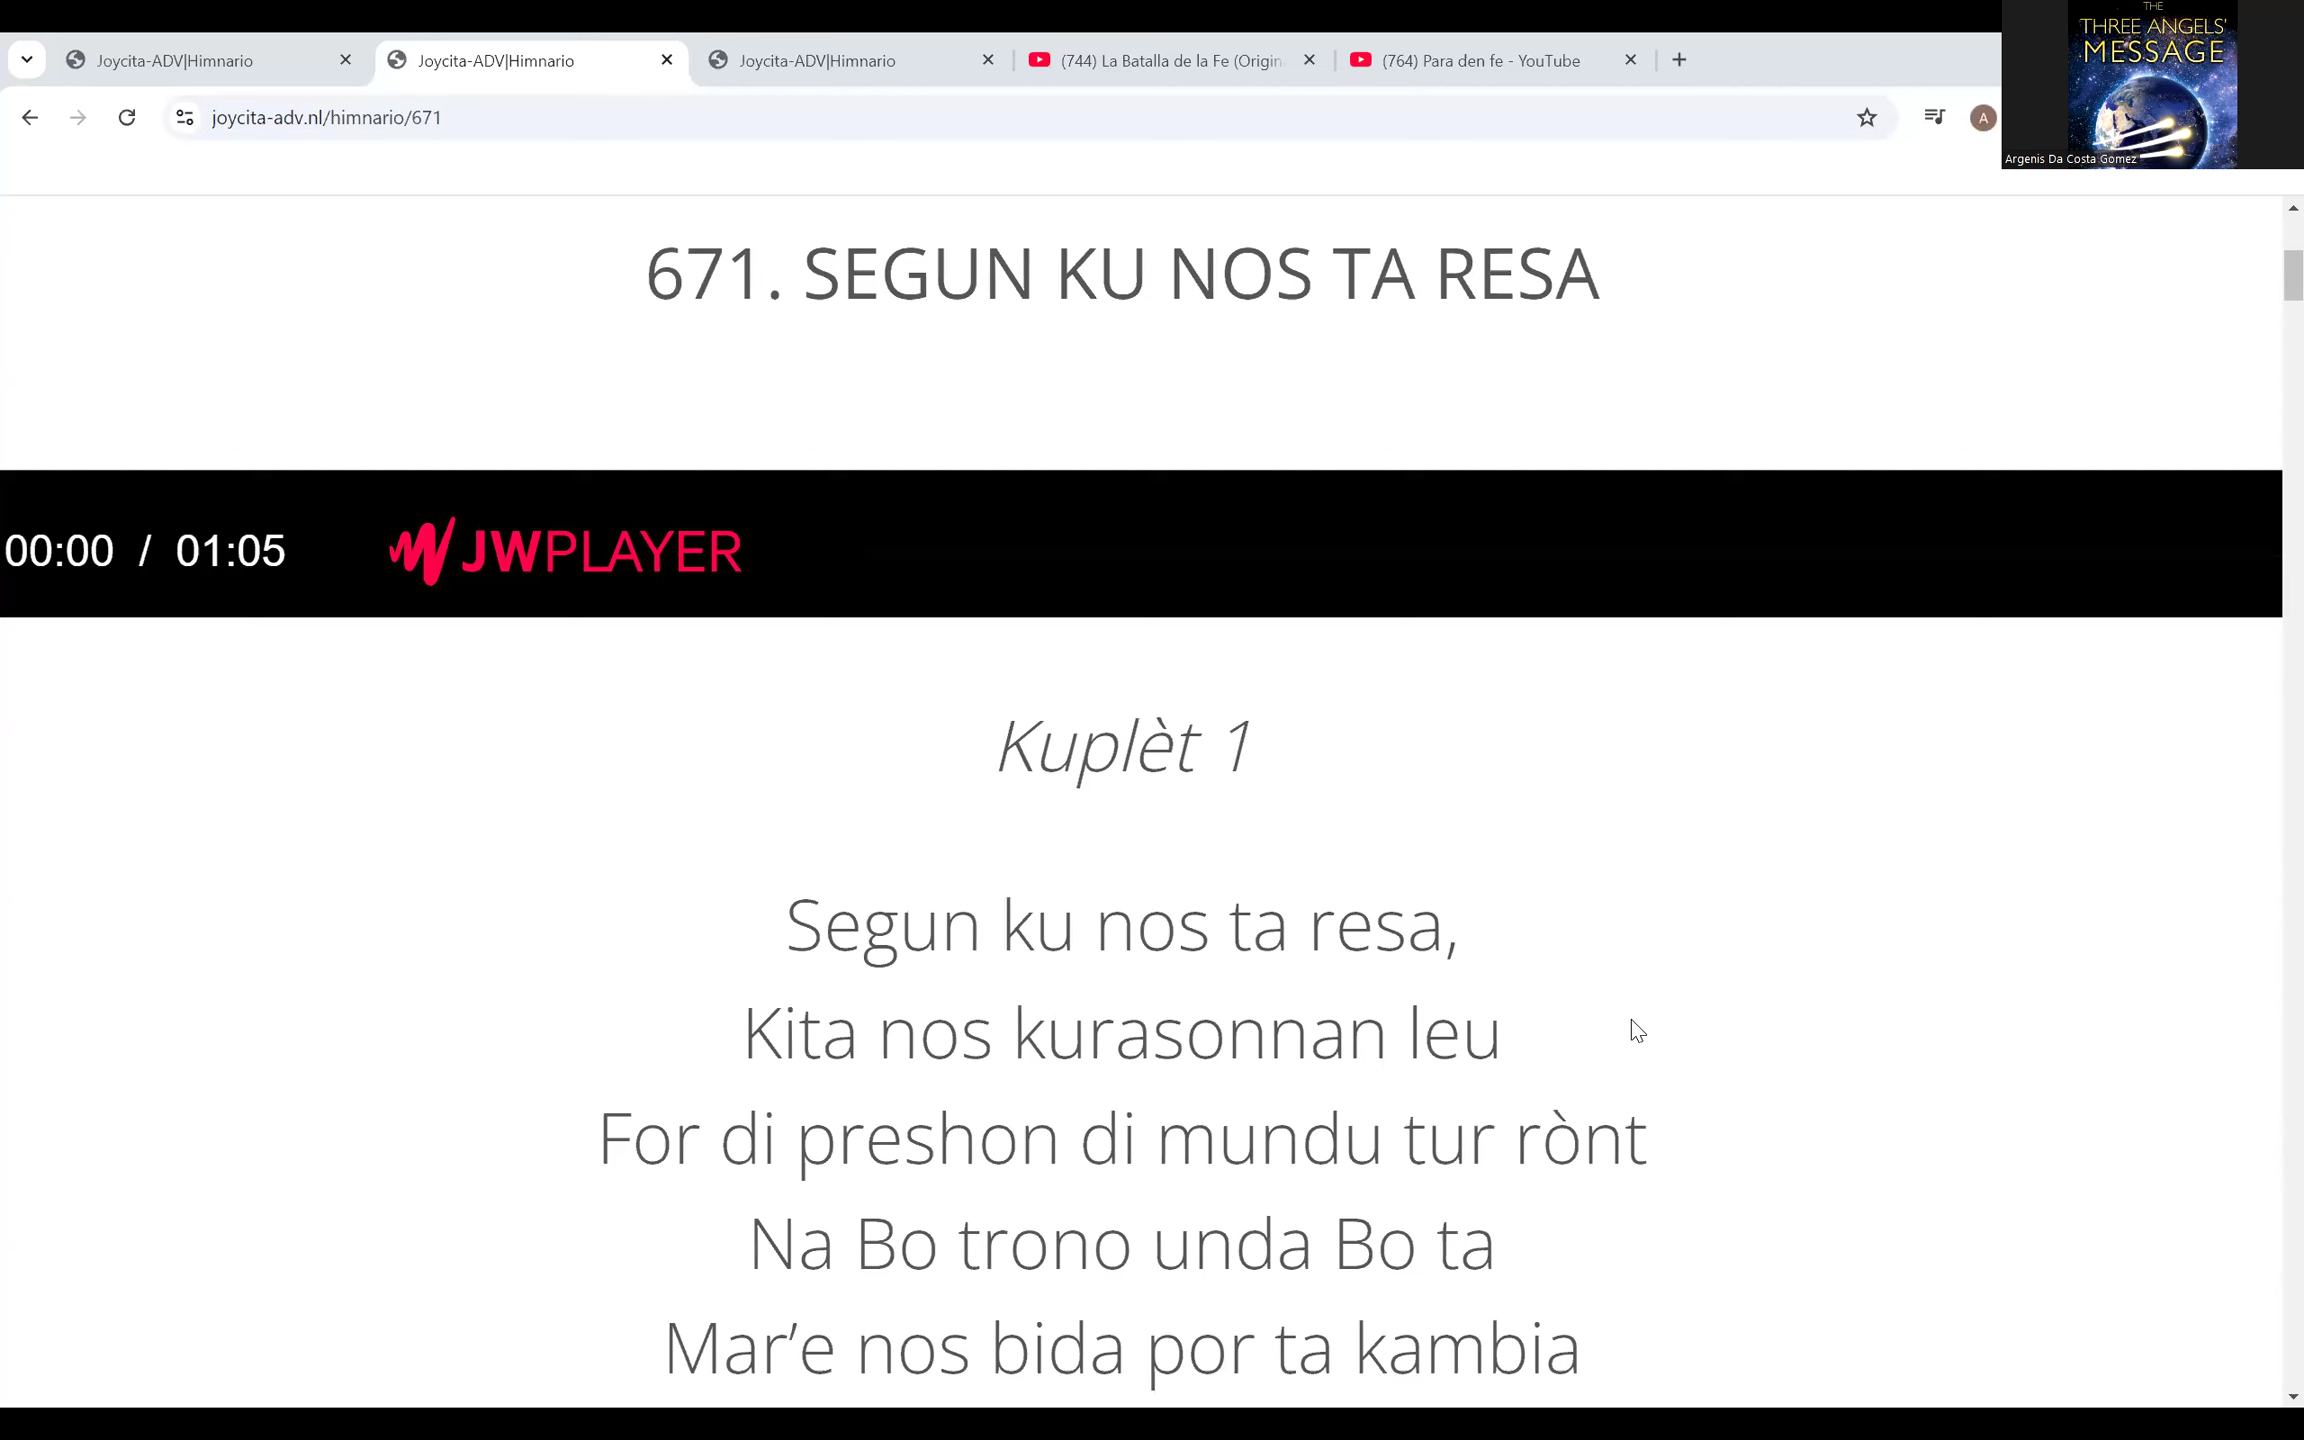 Joycita-ADV|Himnario
Joycita-ADV|Himnario
Joycita-ADV|Himnario
(744) La Batalla de la Fe (Origin
(764) Para den fe - YouTube
joycita-adv.nl/himnario/671
A
THE
THREE ANGELS'
MESSAGE
Argenis Da Costa Gomez
671. SEGUN KU NOS TA RESA
00:00 / 01:05
JWPLAYER
Kuplèt 1
Segun ku nos ta resa,
Kita nos kurasonnan leu
For di preshon di mundu tur rònt
Na Bo trono unda Bo ta
Mar’e nos bida por ta kambia